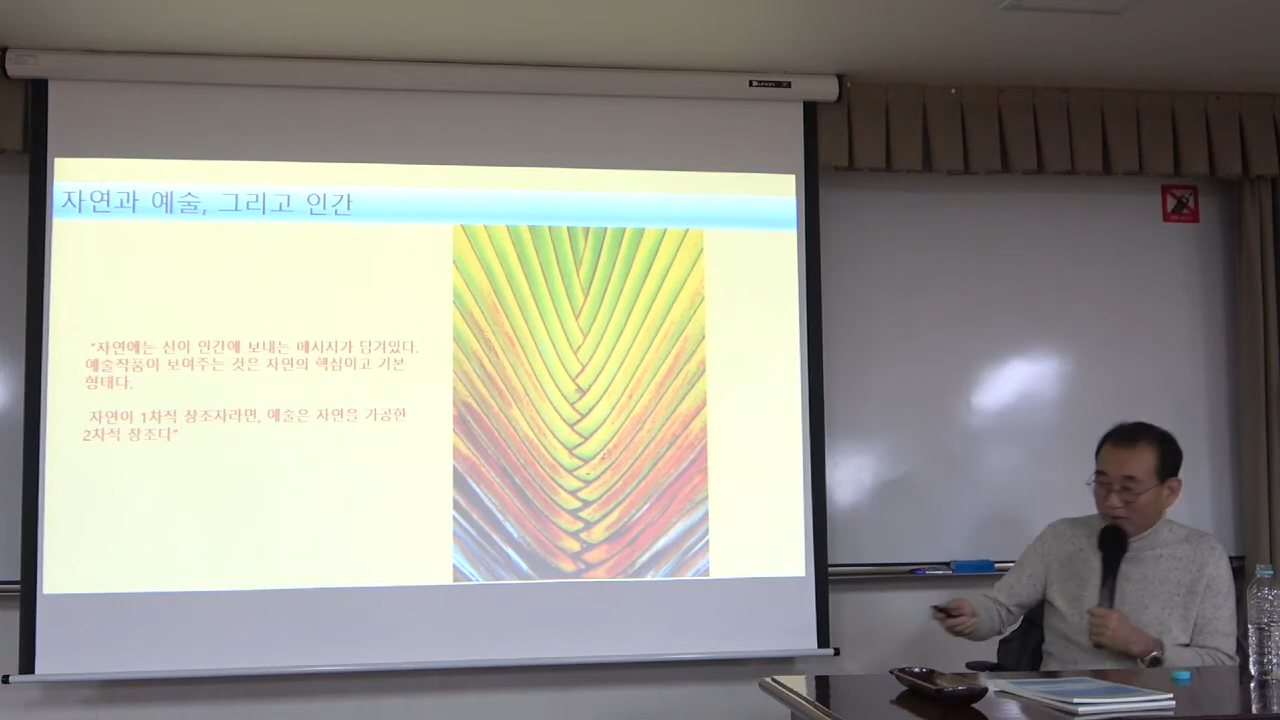 자연과 예술, 그리고 인간
"자연에는 신이 인간에 보내는 메시지가 담겨있다.
예술작품이 보여주는 것은 자연의 핵심이고 기본
형태다.
자연이 1차적 창조자라면, 예술은 자연을 가공한
2차적 창조다"